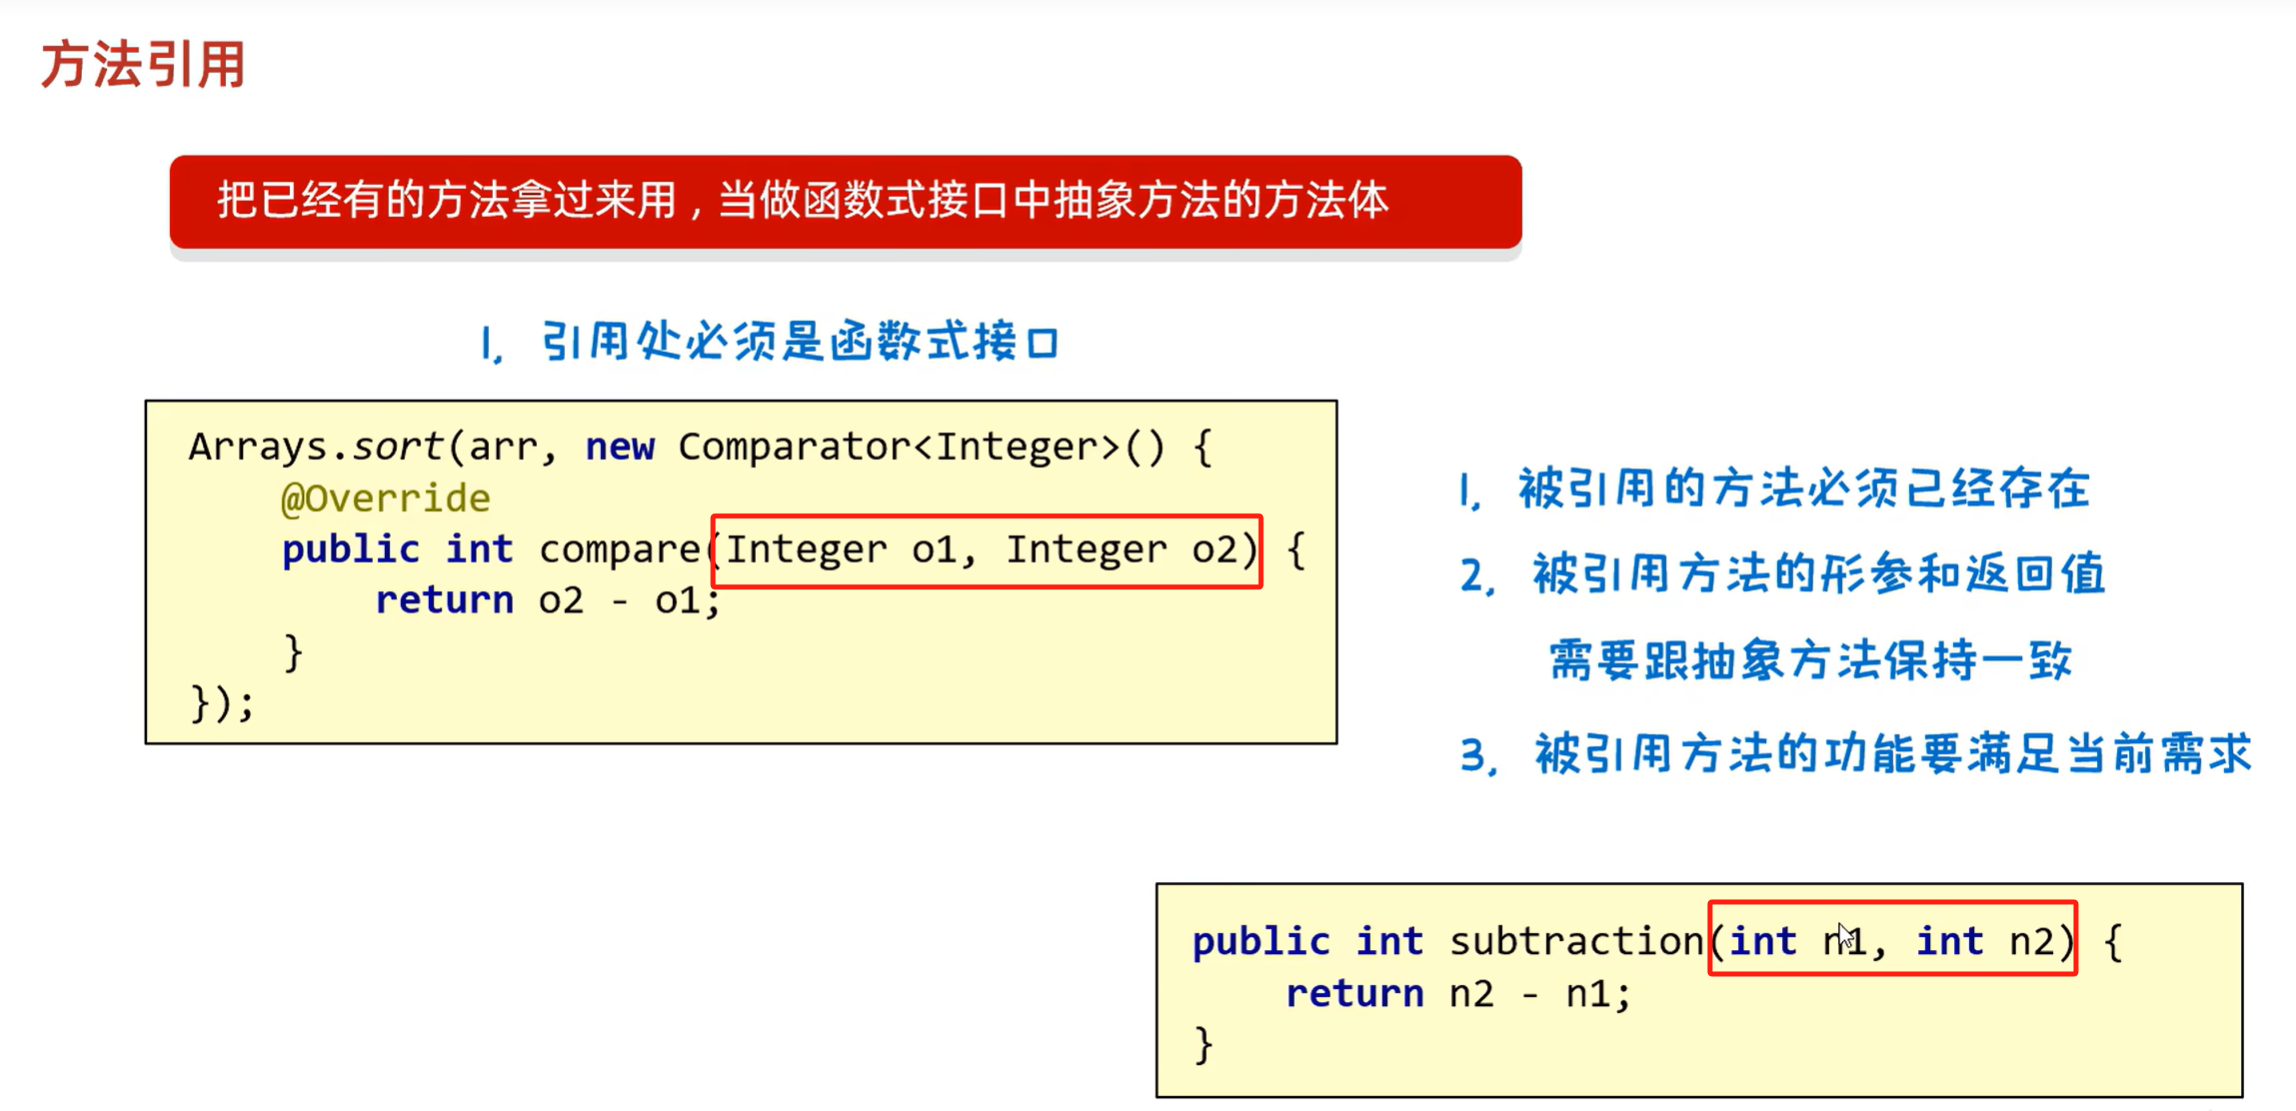 方法引用
把已经有的方法拿过来用，当做函数式接口中抽象方法的方法体
1, 引用处必须是函数式接口
Arrays.sort(arr, new Comparator<Integer>() {
@Override
public int compare(Integer o1, Integer o2) {
return o2 - o1;
}
});
1, 被引用的方法必须已经存在
2, 被引用方法的形参和返回值
需要跟抽象方法保持一致
3, 被引用方法的功能要满足当前需求
public int subtraction(int n1, int n2) {
return n2 - n1;
}